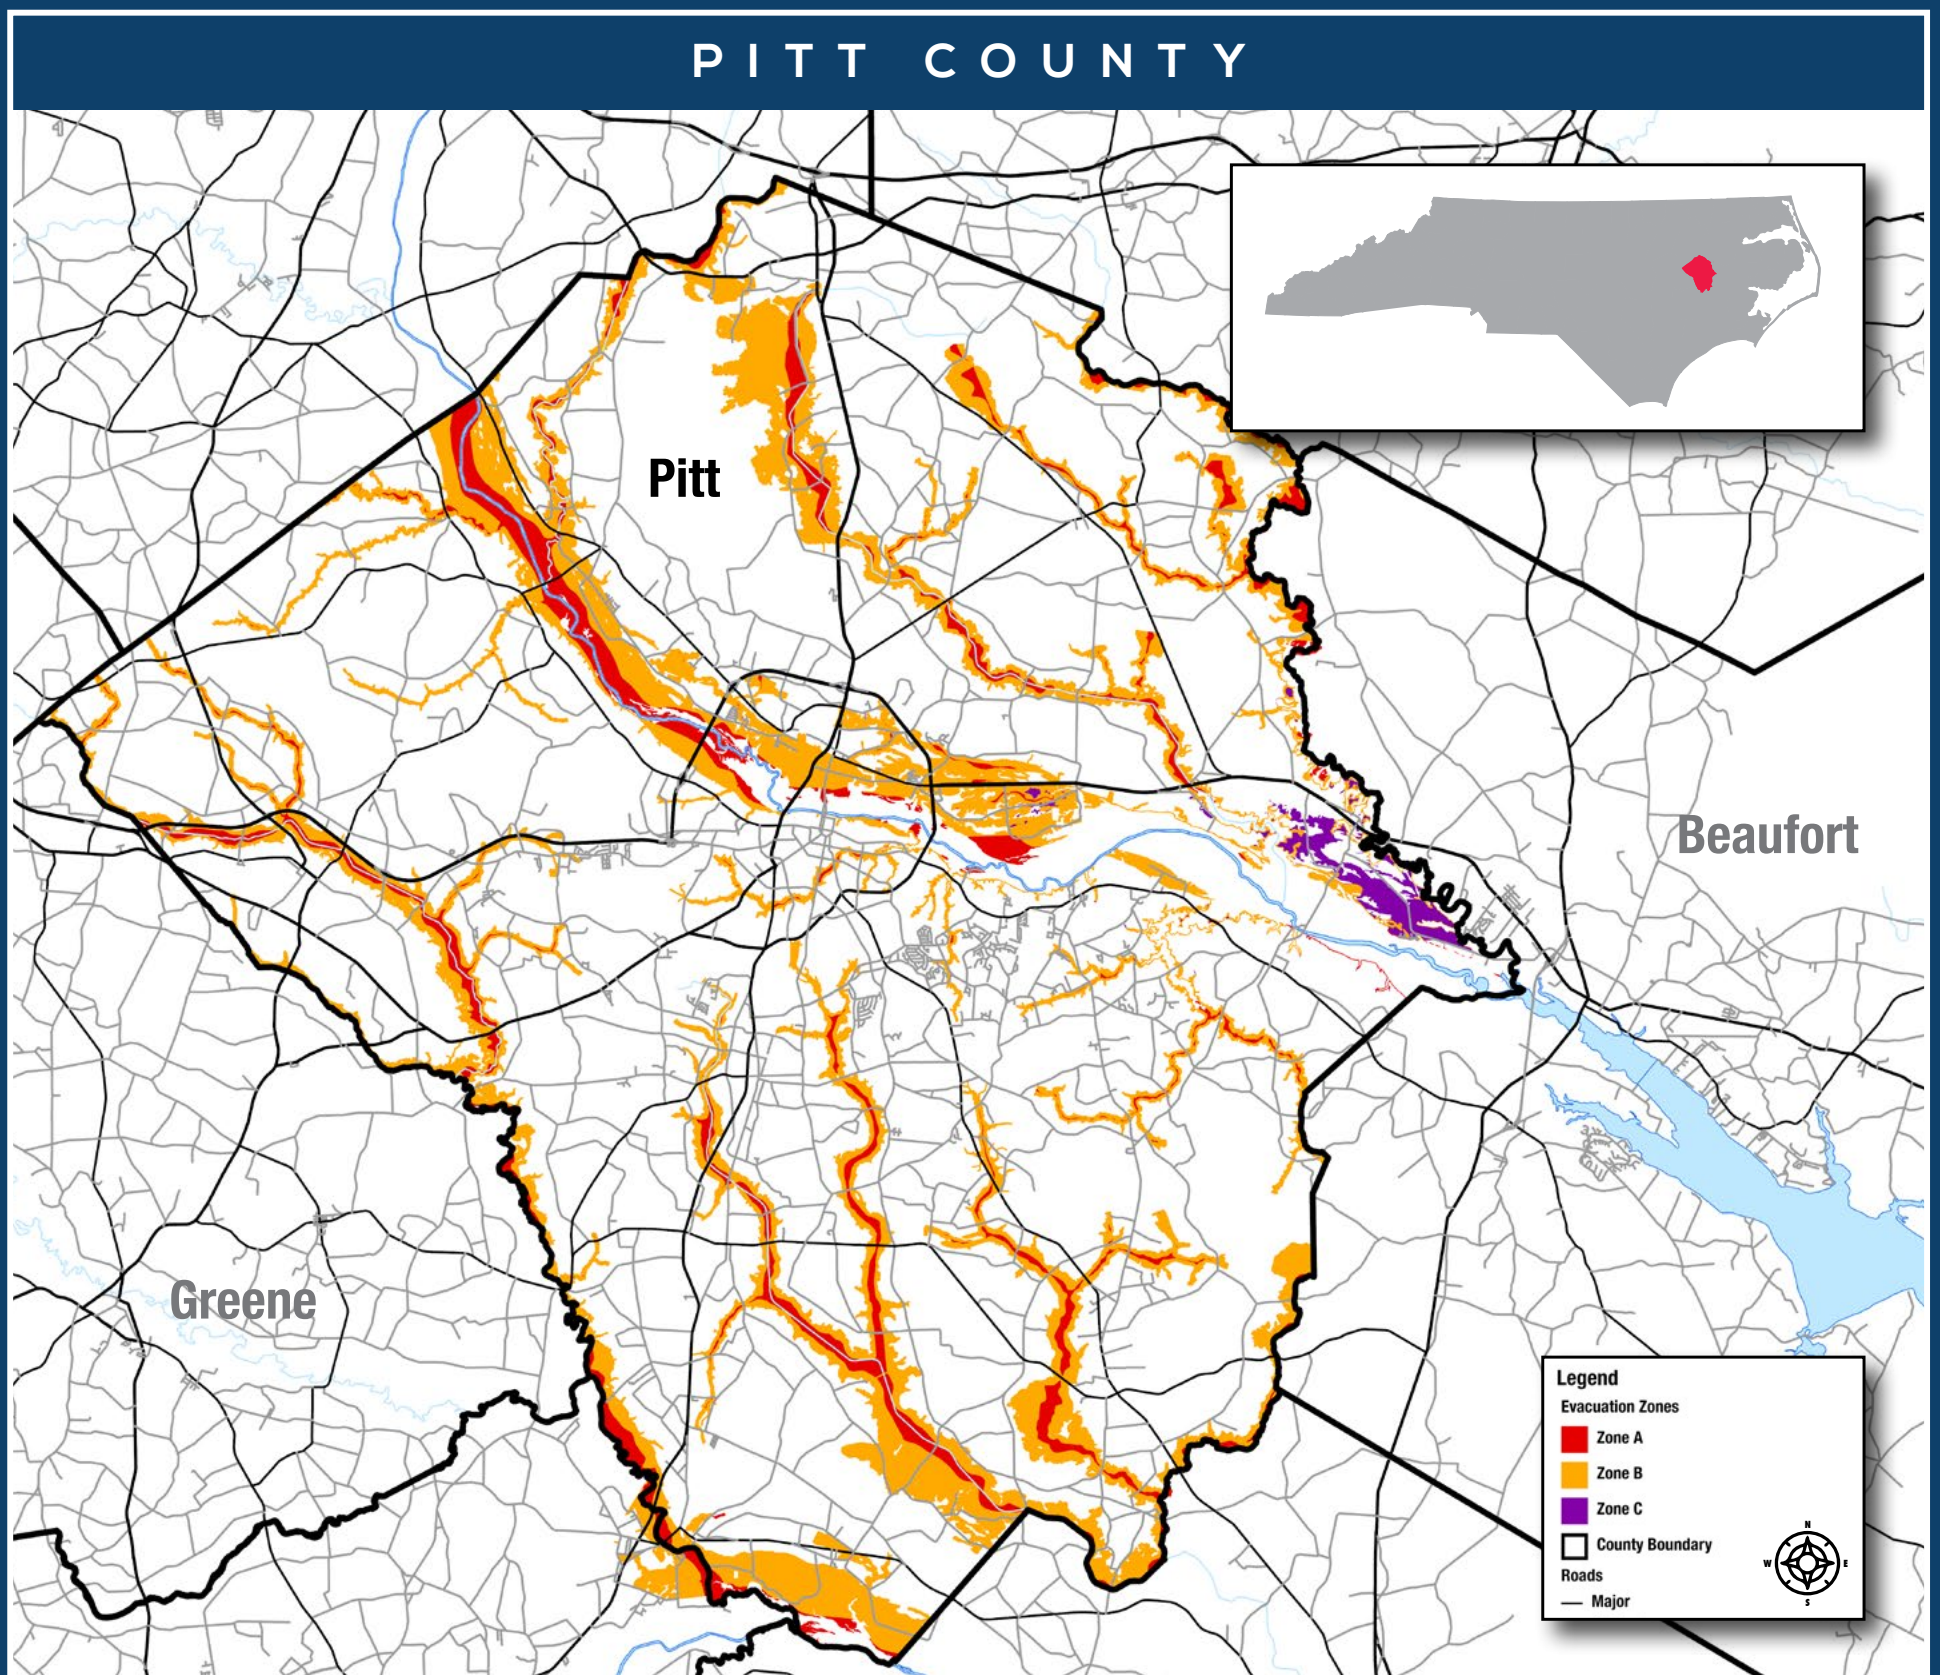 PITT COUNTY
Pitt
Beaufort
Greene
Legend
Evacuation Zones
Zone A
Zone B
Zone C
County Boundary
Roads
Major
N
W E
S